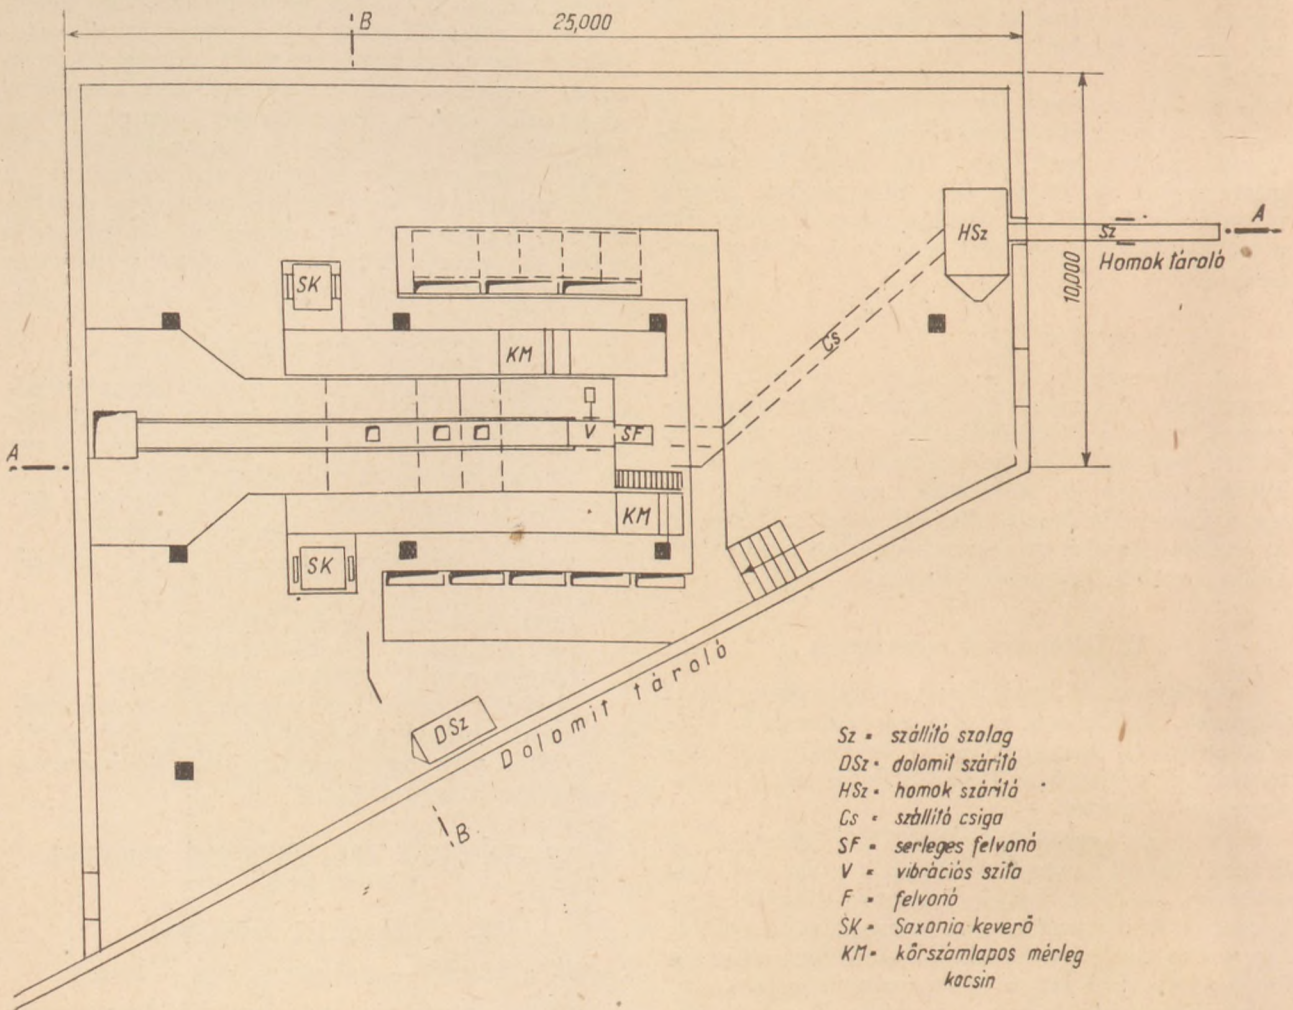 B
25,000
HSz
Sz
A
Homok tároló
10,000
SK
KM
Cs
V
SF
A
KM
SK
DSz
Dolomit tároló
B
Sz = szállító szalag
DSz = dolomit szárító
HSz = homok szárító
Cs = szállító csiga
SF = serleges felvonó
V = vibrációs szita
F = felvonó
SK = Saxonia keverő
KM = körszámlapos mérleg
kocsin